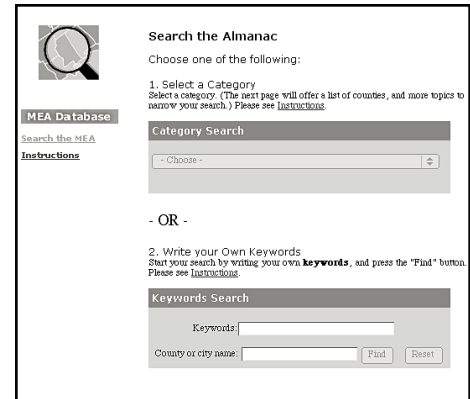 Search the Almanac
Choose one of the following:
1. Select a Category
Select a category. (The next page will offer a list of counties, and more topics to
narrow your search.) Please see Instructions.
MEA Database
Search the MEA
Instructions
Category Search
- Choose -
- OR -
2. Write your Own Keywords
Start your search by writing your own keywords, and press the "Find" button.
Please see Instructions.
Keywords Search
Keywords:
County or city name:
Find
Reset